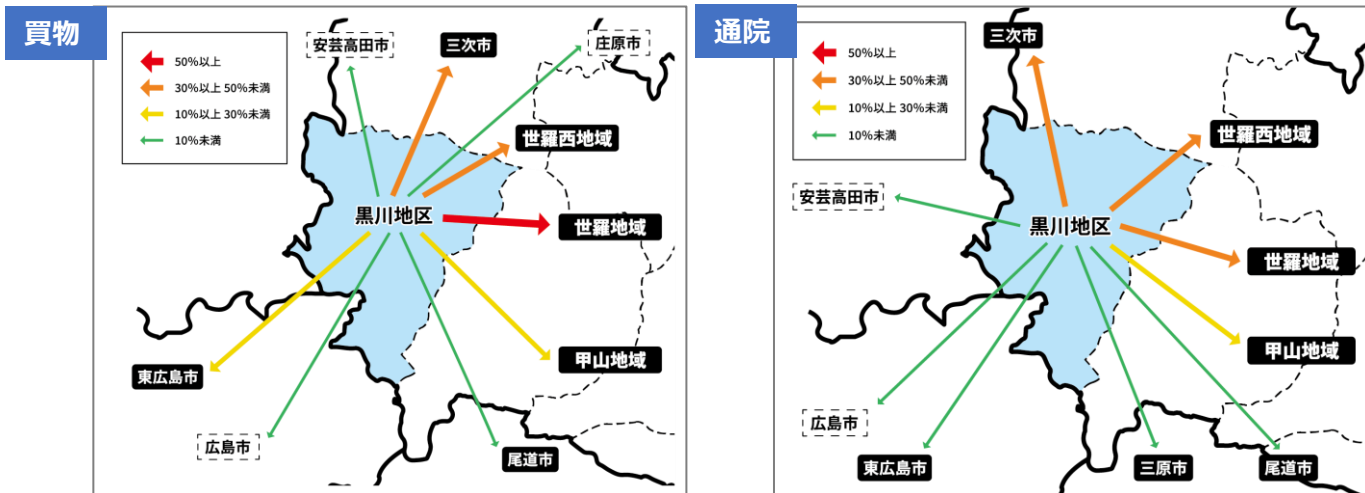 買物
50%以上
30%以上 50%未満
10%以上 30%未満
10%未満
安芸高田市
三次市
庄原市
世羅西地域
黒川地区
世羅地域
甲山地域
東広島市
広島市
尾道市
通院
50%以上
30%以上 50%未満
10%以上 30%未満
10%未満
三次市
世羅西地域
安芸高田市
黒川地区
世羅地域
甲山地域
広島市
東広島市
三原市
尾道市